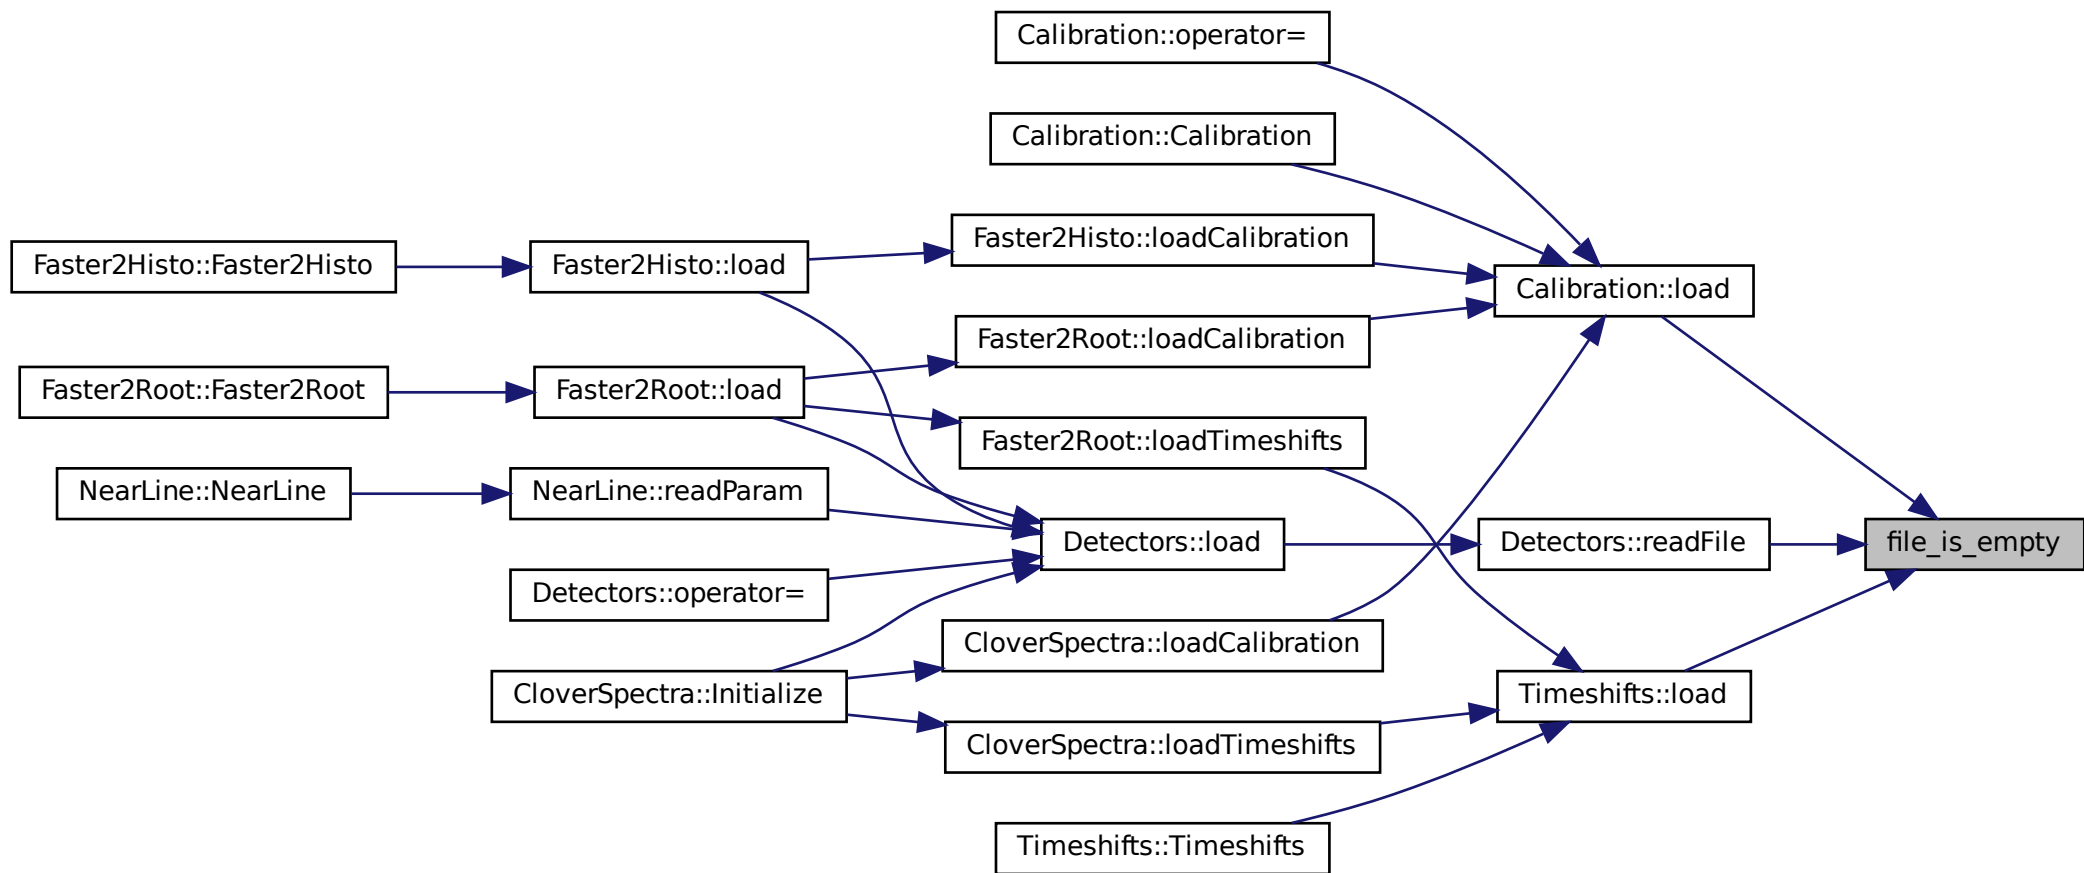 Calibration::operator=
Calibration::Calibration
Faster2Histo::loadCalibration
Faster2Histo::Faster2Histo
Faster2Histo::load
Calibration::load
Faster2Root::loadCalibration
Faster2Root::Faster2Root
Faster2Root::load
Faster2Root::loadTimeshifts
NearLine::NearLine
NearLine::readParam
Detectors::load
Detectors::readFile
file_is_empty
Detectors::operator=
CloverSpectra::loadCalibration
CloverSpectra::Initialize
Timeshifts::load
CloverSpectra::loadTimeshifts
Timeshifts::Timeshifts